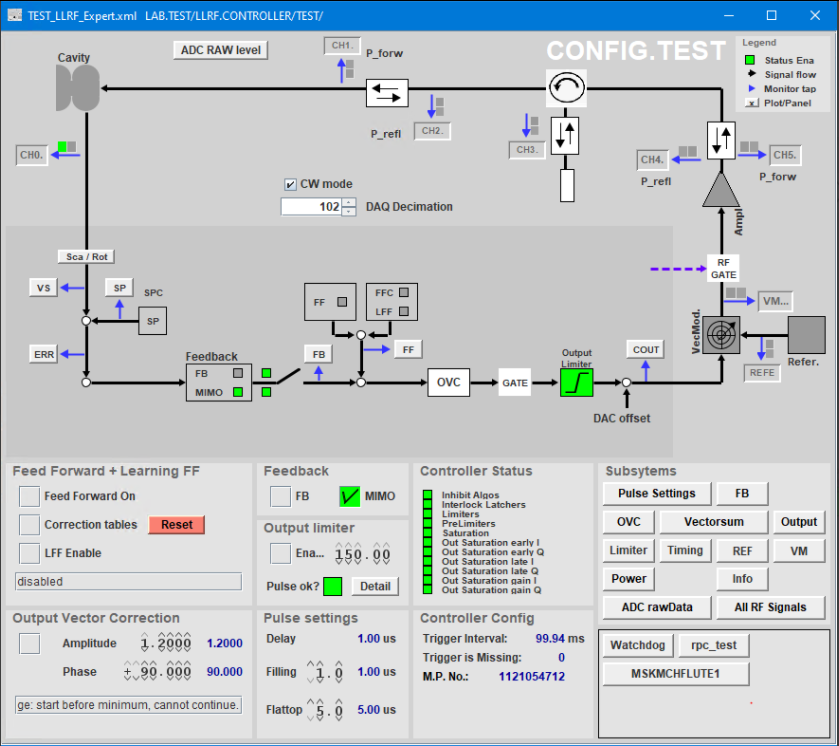 TEST_LLRF_Expert.xml LAB.TEST/LLRF.CONTROLLER/TEST/
Cavity
ADC RAW level
CH1.
P_forw
CONFIG.TEST
Legend
Status Ena
Signal flow
Monitor tap
x Plot/Panel
P_refl
CH2.
CH3.
CH0.
CH4.
P_refl
CH5.
P_forw
CW mode
102 DAQ Decimation
Ampl
Sca / Rot
RF
GATE
VS
SP
SPC
SP
FF
FFC
LFF
VM...
VecMod.
Refer.
REFE
ERR
Feedback
FB
MIMO
FB
FF
OVC
GATE
Output
Limiter
COUT
DAC offset
Feed Forward + Learning FF
Feed Forward On
Correction tables Reset
LFF Enable
disabled
Feedback
FB MIMO
Output limiter
Ena... 150.00
Pulse ok? Detail
Controller Status
Inhibit Algos
Interlock Latchers
Limiters
PreLimiters
Saturation
Out Saturation early I
Out Saturation early Q
Out Saturation late I
Out Saturation late Q
Out Saturation gain I
Out Saturation gain Q
Subsytems
Pulse Settings FB
OVC Vectorsum Output
Limiter Timing REF VM
Power Info
ADC rawData All RF Signals
Output Vector Correction
Amplitude 1.2000 1.2000
Phase +90.000 90.000
ge: start before minimum, cannot continue.
Pulse settings
Delay 1.00 us
Filling 1.0 1.00 us
Flattop 5.0 5.00 us
Controller Config
Trigger Interval: 99.94 ms
Trigger is Missing: 0
M.P. No.: 1121054712
Watchdog rpc_test
MSKMCHFLUTE1